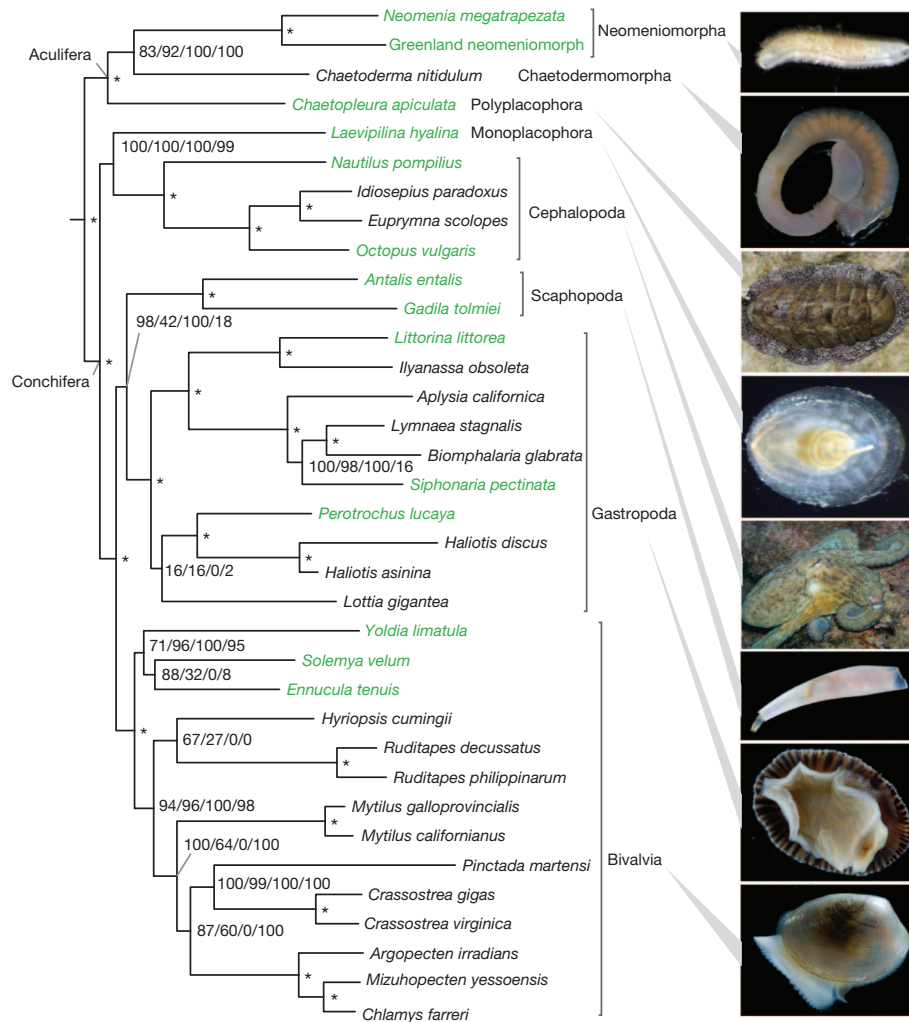 Neomenia megatrapezata
Neomeniomorpha
Greenland neomeniomorph
83/92/100/100
Aculifera
*
*
*
Chaetoderma nitidulum Chaetodermomorpha
Chaetopleura apiculata Polyplacophora
Laevipilina hyalina Monoplacophora
100/100/100/99
Nautilus pompilius
*
Idiosepius paradoxus
*
*
*
Euprymna scolopes
Cephalopoda
Octopus vulgaris
Antalis entalis
*
Scaphopoda
Gadila tolmiei
98/42/100/18
Littorina littorea
*
Conchifera
*
Ilyanassa obsoleta
*
Aplysia californica
*
Lymnaea stagnalis
*
Biomphalaria glabrata
100/98/100/16
Siphonaria pectinata
*
Gastropoda
Perotrochus lucaya
*
Haliotis discus
*
*
Haliotis asinina
16/16/0/2
Lottia gigantea
Yoldia limatula
71/96/100/95
Solemya velum
88/32/0/8
Ennucula tenuis
Hyriopsis cumingii
*
67/27/0/0
Ruditapes decussatus
*
Ruditapes philippinarum
94/96/100/98
Mytilus galloprovincialis
*
Mytilus californianus
100/64/0/100
Bivalvia
Pinctada martensi
100/99/100/100
Crassostrea gigas
*
Crassostrea virginica
87/60/0/100
Argopecten irradians
*
Mizuhopecten yessoensis
*
Chlamys farreri